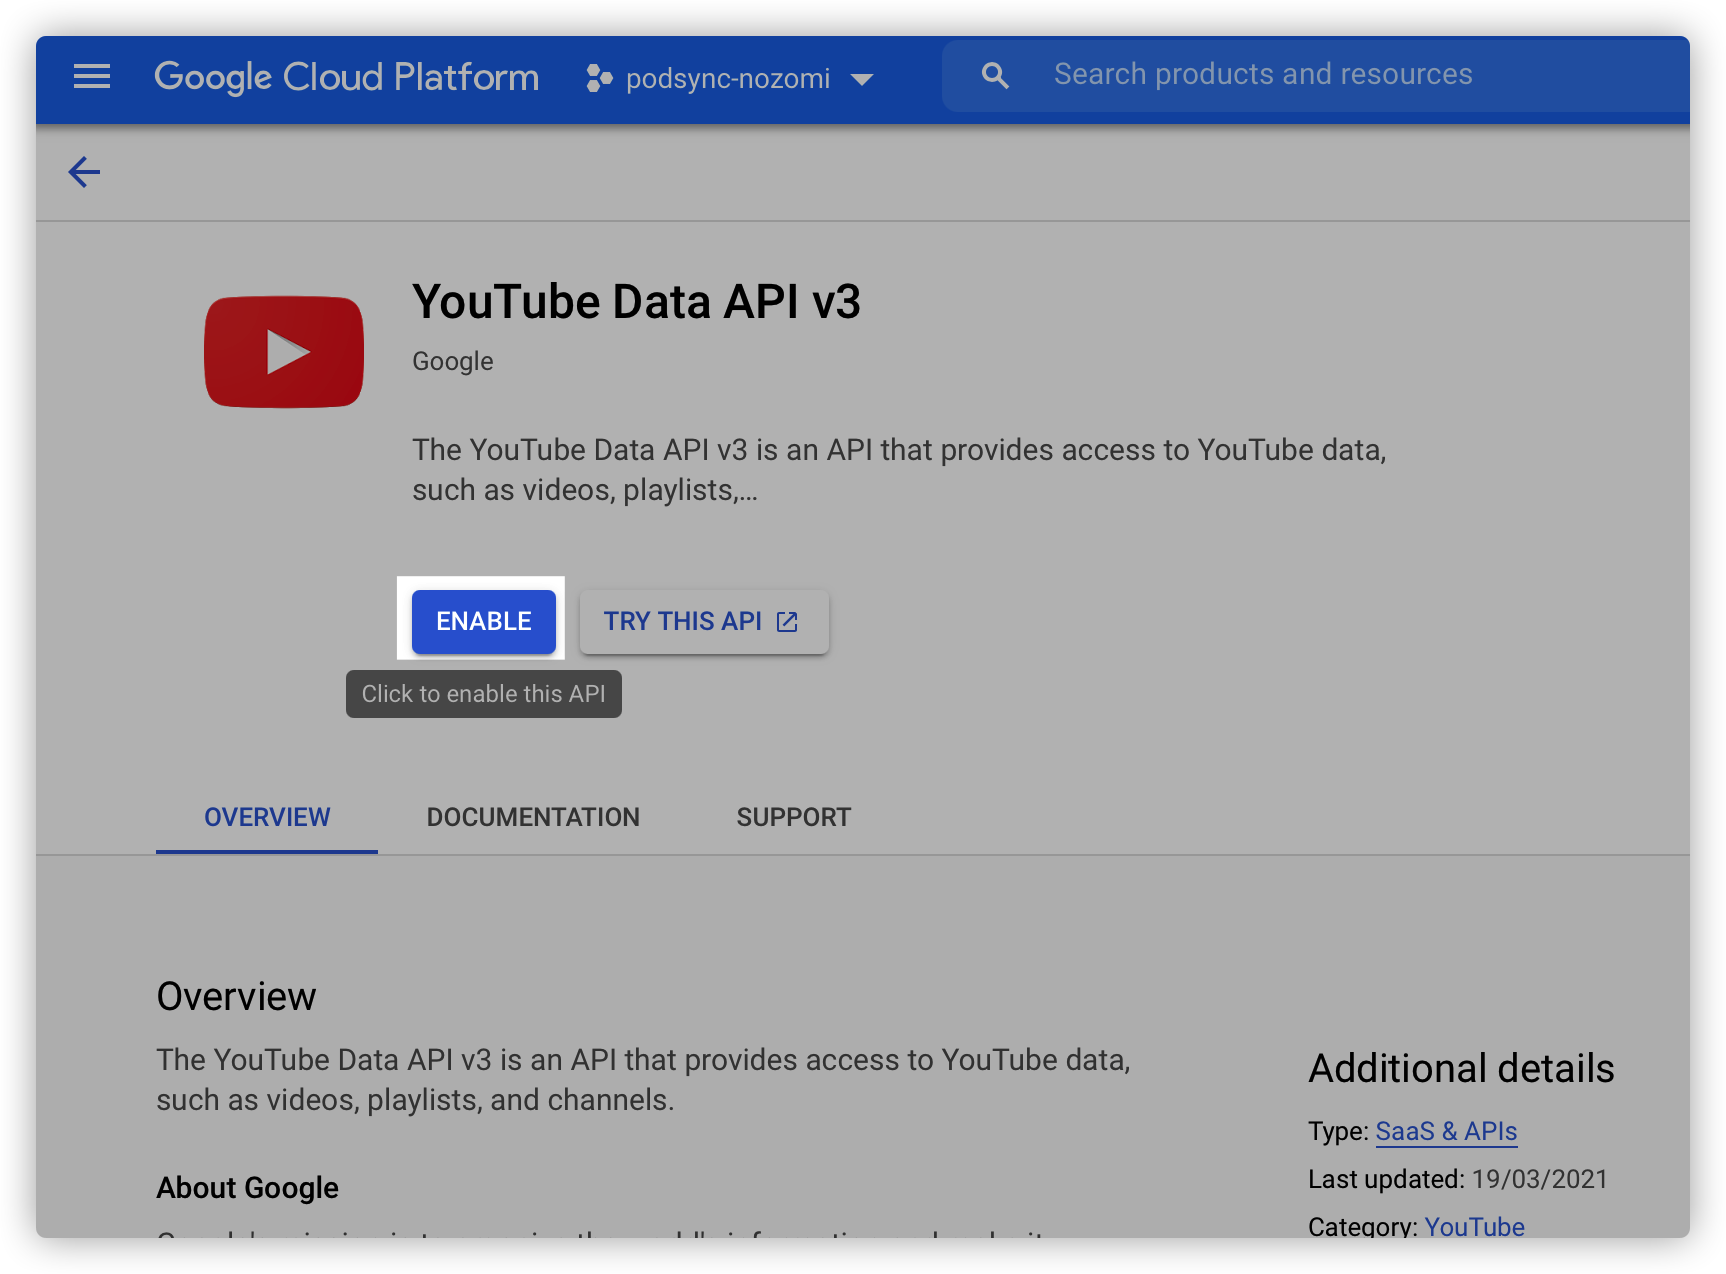 Google Cloud Platform
podsync-nozomi
Search products and resources
YouTube Data API v3
Google
The YouTube Data API v3 is an API that provides access to YouTube data,
such as videos, playlists,...
ENABLE
TRY THIS API
Click to enable this API
OVERVIEW
DOCUMENTATION
SUPPORT
Overview
The YouTube Data API v3 is an API that provides access to YouTube data,
such as videos, playlists, and channels.
About Google
Additional details
Type: SaaS & APIs
Last updated: 19/03/2021
Category: YouTube